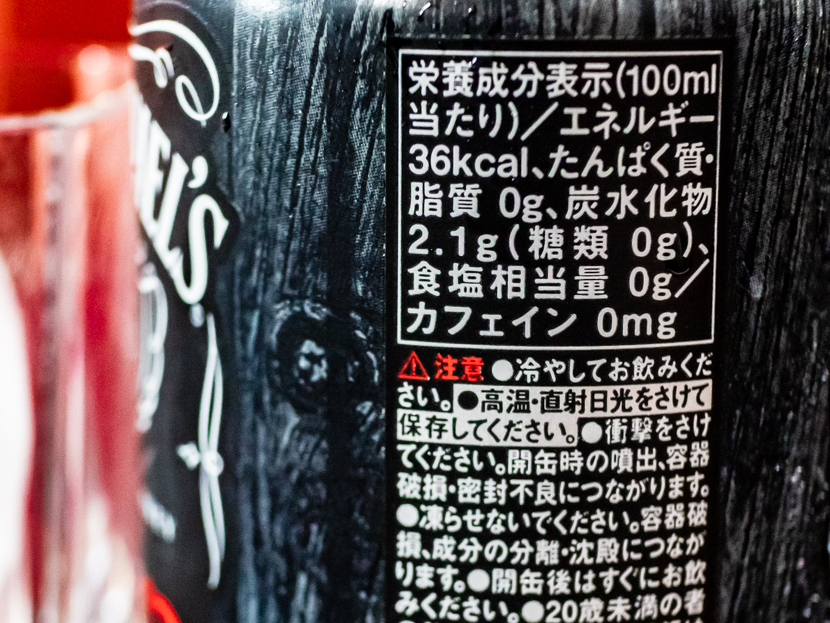 EL'S
栄養成分表示(100ml
当たり)／エネルギー
36kcal、たんぱく質・
脂質 0g、炭水化物
2.1g(糖類 0g)、
食塩相当量 0g／
カフェイン 0mg
⚠注意 ●冷やしてお飲みくだ
さい。●高温・直射日光をさけて
保存してください。●衝撃をさけ
てください。開缶時の噴出、容器
破損・密封不良につながります。
●凍らせないでください。容器破
損、成分の分離・沈殿につなが
ります。●開缶後はすぐにお飲
みください。●20歳未満の者